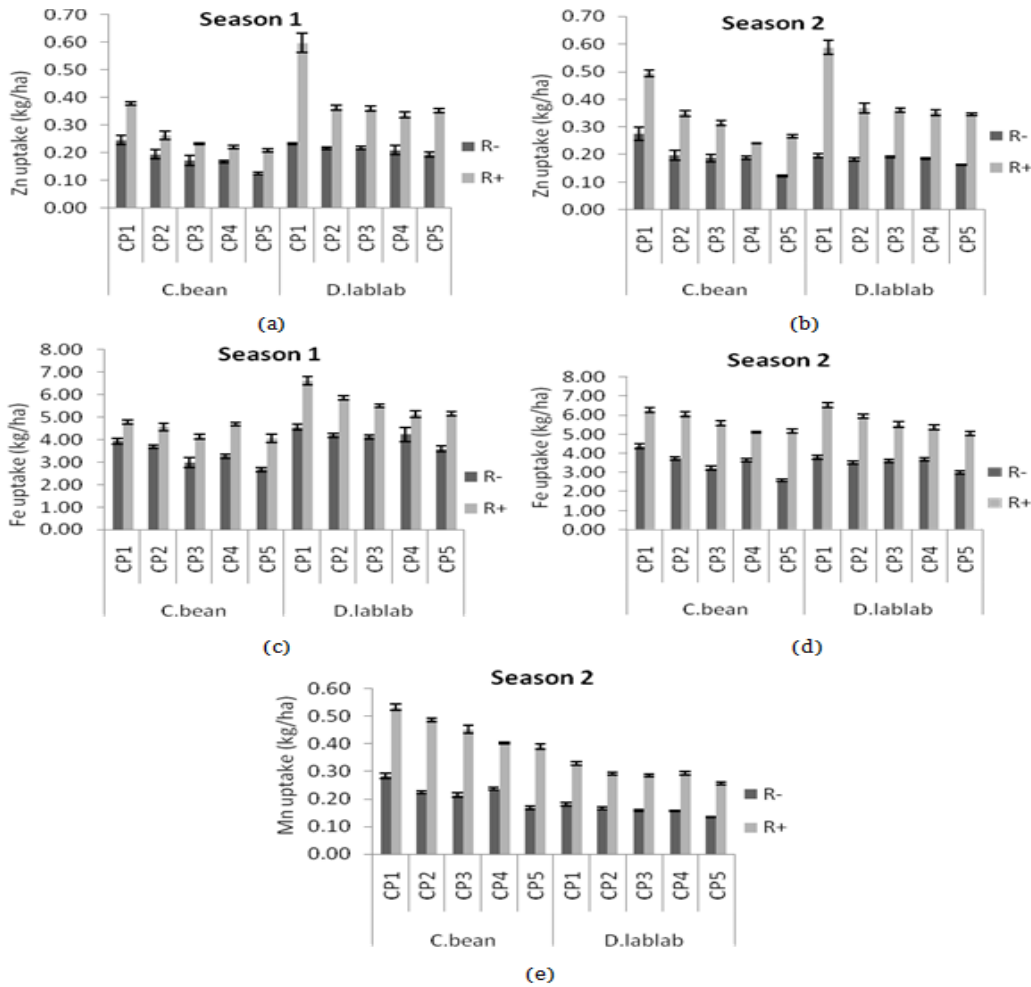 Season 1
Zn uptake (kg/ha)
0.70
0.60
0.50
0.40
0.30
0.20
0.10
0.00
CP1 CP2 CP3 CP4 CP5 CP1 CP2 CP3 CP4 CP5
C.bean D.lablab
R-
R+
(a)
Season 2
Zn uptake (kg/ha)
0.70
0.60
0.50
0.40
0.30
0.20
0.10
0.00
CP1 CP2 CP3 CP4 CP5 CP1 CP2 CP3 CP4 CP5
C.bean D.lablab
R-
R+
(b)
Season 1
Fe uptake (kg/ha)
8.00
7.00
6.00
5.00
4.00
3.00
2.00
1.00
0.00
CP1 CP2 CP3 CP4 CP5 CP1 CP2 CP3 CP4 CP5
C.bean D.lablab
R-
R+
(c)
Season 2
Fe uptake (kg/ha)
8.00
7.00
6.00
5.00
4.00
3.00
2.00
1.00
0.00
CP1 CP2 CP3 CP4 CP5 CP1 CP2 CP3 CP4 CP5
C.bean D.lablab
R-
R+
(d)
Season 2
Mn uptake (kg/ha)
0.60
0.50
0.40
0.30
0.20
0.10
0.00
CP1 CP2 CP3 CP4 CP5 CP1 CP2 CP3 CP4 CP5
C.bean D.lablab
R-
R+
(e)